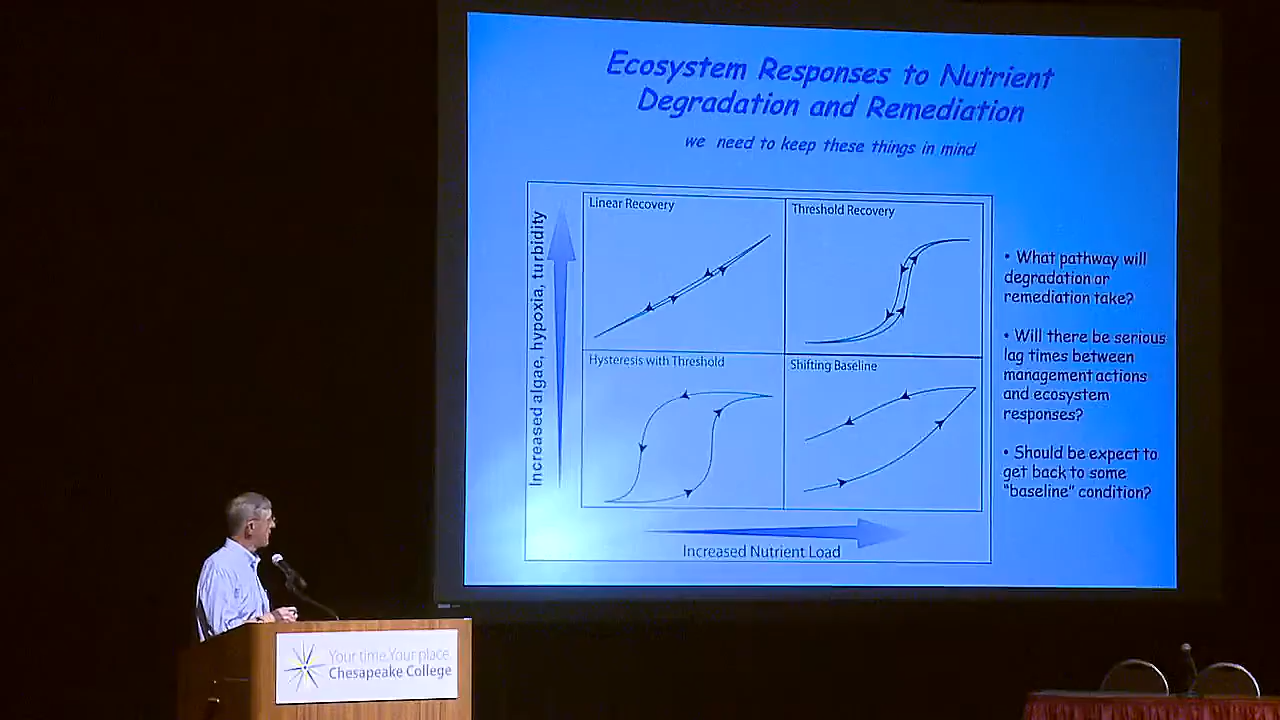 Ecosystem Responses to Nutrient
Degradation and Remediation
we need to keep these things in mind
Increased algae, hypoxia, turbidity
Linear Recovery
Threshold Recovery
Hysteresis with Threshold
Shifting Baseline
Increased Nutrient Load
• What pathway will
degradation or
remediation take?
• Will there be serious
lag times between
management actions
and ecosystem
responses?
• Should be expect to
get back to some
"baseline" condition?
Your time. Your place.
Chesapeake College